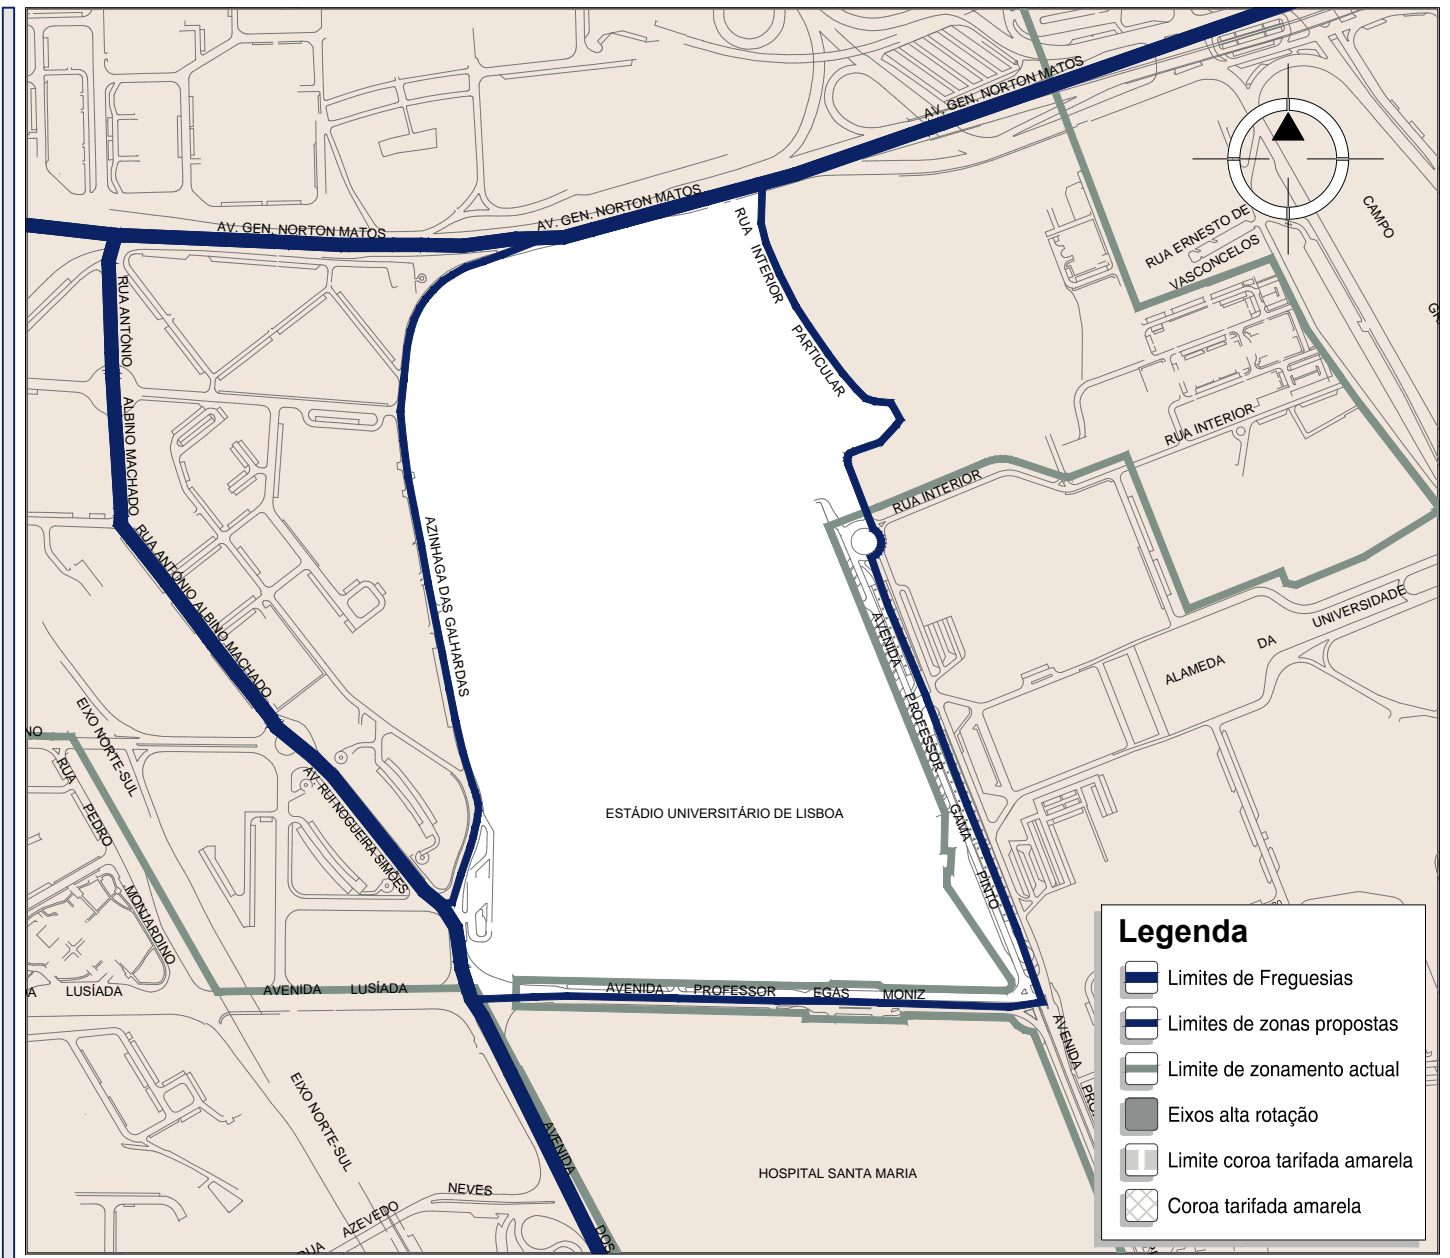 AV. GEN. NORTON MATOS
AV. GEN. NORTON MATOS
AV. GEN. NORTON MATOS
RUA ANTÓNIO ALBINO MACHADO
RUA ANTÓNIO ALBINO MACHADO
AV. RUI NOGUEIRA SIMÕES
AZINHAGA DAS GALHARDAS
RUA INTERIOR PARTICULAR
RUA ERNESTO DE
VASCONCELOS
CAMPO
RUA INTERIOR
RUA INTERIOR
ALAMEDA DA UNIVERSIDADE
AVENIDA PROFESSOR GAMA PINTO
ESTÁDIO UNIVERSITÁRIO DE LISBOA
NO
EIXO NORTE-SUL
RUA PEDRO MONJARDINO
LUSÍADA
AVENIDA LUSÍADA
AVENIDA PROFESSOR EGAS MONIZ
AVENIDA
EIXO NORTE-SUL
AVENIDA DOS
HOSPITAL SANTA MARIA
NEVES
AZEVEDO
RUA
Legenda
Limites de Freguesias
Limites de zonas propostas
Limite de zonamento actual
Eixos alta rotação
Limite coroa tarifada amarela
Coroa tarifada amarela